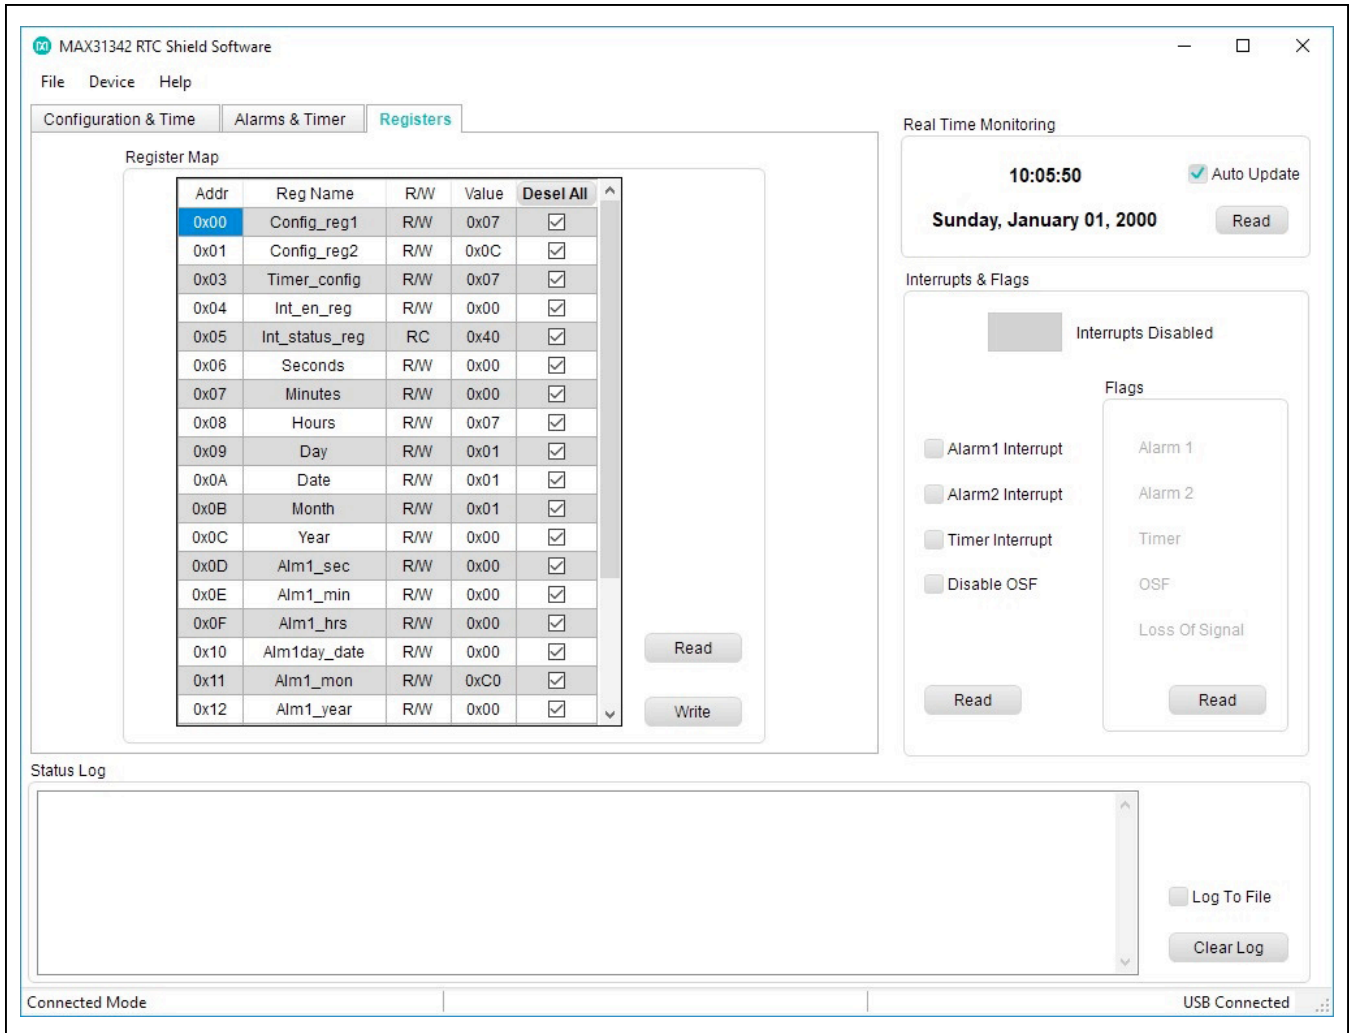 MAX31342 RTC Shield Software
File Device Help
Configuration & Time Alarms & Timer Registers
Register Map
Addr Reg Name R/W Value Desel All
0x00 Config_reg1 R/W 0x07
0x01 Config_reg2 R/W 0x0C
0x03 Timer_config R/W 0x07
0x04 Int_en_reg R/W 0x00
0x05 Int_status_reg RC 0x40
0x06 Seconds R/W 0x00
0x07 Minutes R/W 0x00
0x08 Hours R/W 0x07
0x09 Day R/W 0x01
0x0A Date R/W 0x01
0x0B Month R/W 0x01
0x0C Year R/W 0x00
0x0D Alm1_sec R/W 0x00
0x0E Alm1_min R/W 0x00
0x0F Alm1_hrs R/W 0x00
0x10 Alm1day_date R/W 0x00
0x11 Alm1_mon R/W 0xC0
0x12 Alm1_year R/W 0x00
Read
Write
Real Time Monitoring
10:05:50 Auto Update
Sunday, January 01, 2000 Read
Interrupts & Flags
Interrupts Disabled
Flags
Alarm1 Interrupt Alarm 1
Alarm2 Interrupt Alarm 2
Timer Interrupt Timer
Disable OSF OSF
Loss Of Signal
Read Read
Status Log
Log To File
Clear Log
Connected Mode USB Connected